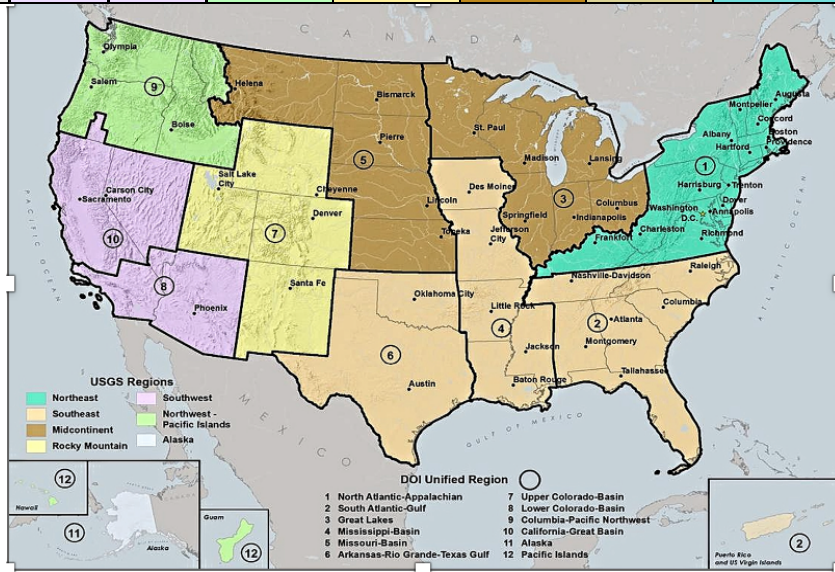 C A N A D A
Olympia
Salem
9
Boise
Helena
Bismarck
Pierre
5
St. Paul
Madison
Lansing
Augusta
Montpelier
Concord
Albany
Boston
Hartford
Providence
1
Harrisburg
Trenton
Dover
Washington
D.C.
Annapolis
Charleston
Richmond
Frankfort
3
Columbus
Indianapolis
Springfield
Des Moines
Lincoln
Topeka
Jefferson
City
Salt Lake
City
Cheyenne
Denver
7
Carson City
Sacramento
10
8
Phoenix
Santa Fe
Oklahoma City
Little Rock
4
Nashville-Davidson
Raleigh
Columbia
2
Atlanta
Montgomery
Jackson
Tallahassee
Baton Rouge
6
Austin
PACIFIC OCEAN
ATLANTIC OCEAN
MEXICO
GULF OF MEXICO
USGS Regions
Northeast
Southeast
Midcontinent
Rocky Mountain
Southwest
Northwest -
Pacific Islands
Alaska
12
Hawaii
11
Alaska
Guam
12
DOI Unified Region
1 North Atlantic-Appalachian
2 South Atlantic-Gulf
3 Great Lakes
4 Mississippi-Basin
5 Missouri-Basin
6 Arkansas-Rio Grande-Texas Gulf
7 Upper Colorado-Basin
8 Lower Colorado-Basin
9 Columbia-Pacific Northwest
10 California-Great Basin
11 Alaska
12 Pacific Islands
Puerto Rico
and US Virgin Islands
2